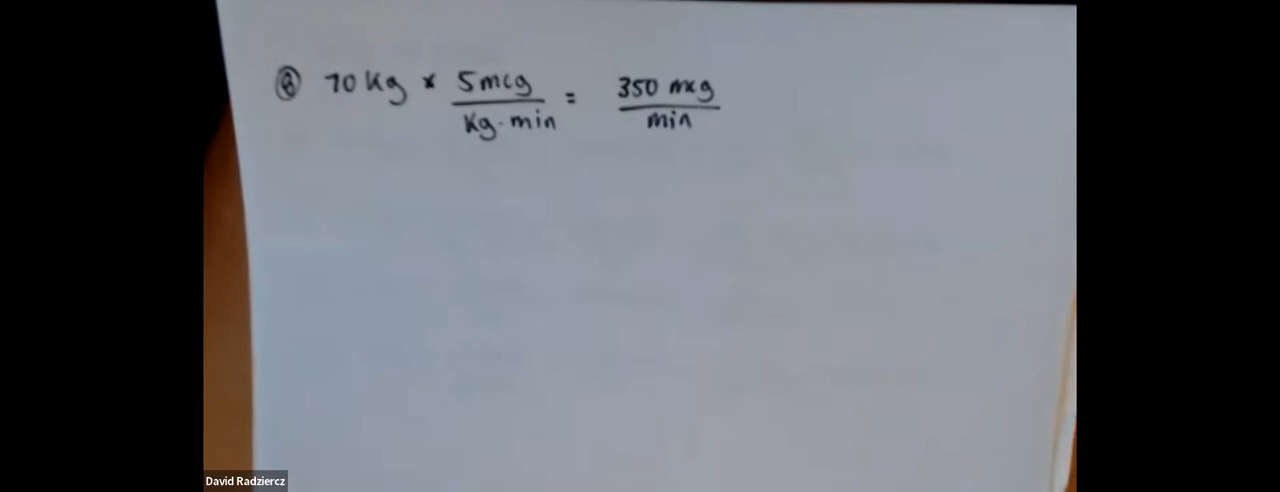 ⑧ 70 Kg × 5 mcg / Kg·min = 350 mcg / min
David Radziercz